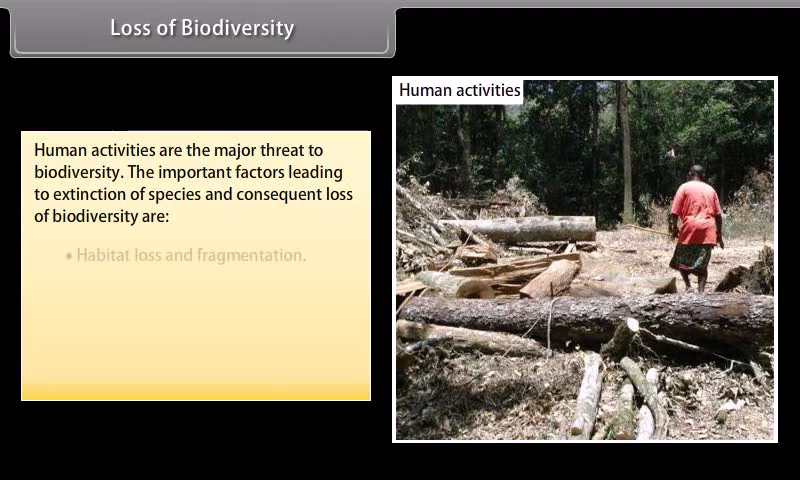 Loss of Biodiversity
Human activities
Human activities are the major threat to
biodiversity. The important factors leading
to extinction of species and consequent loss
of biodiversity are:
• Habitat loss and fragmentation.